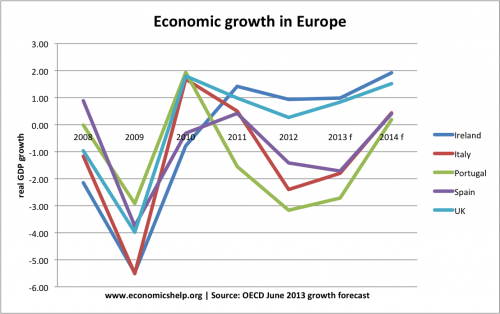 Economic growth in Europe
3.00
2.00
1.00
0.00
-1.00
-2.00
-3.00
-4.00
-5.00
-6.00
real GDP growth
2008 2009 2010 2011 2012 2013 f 2014 f
Ireland
Italy
Portugal
Spain
UK
www.economicshelp.org | Source: OECD June 2013 growth forecast